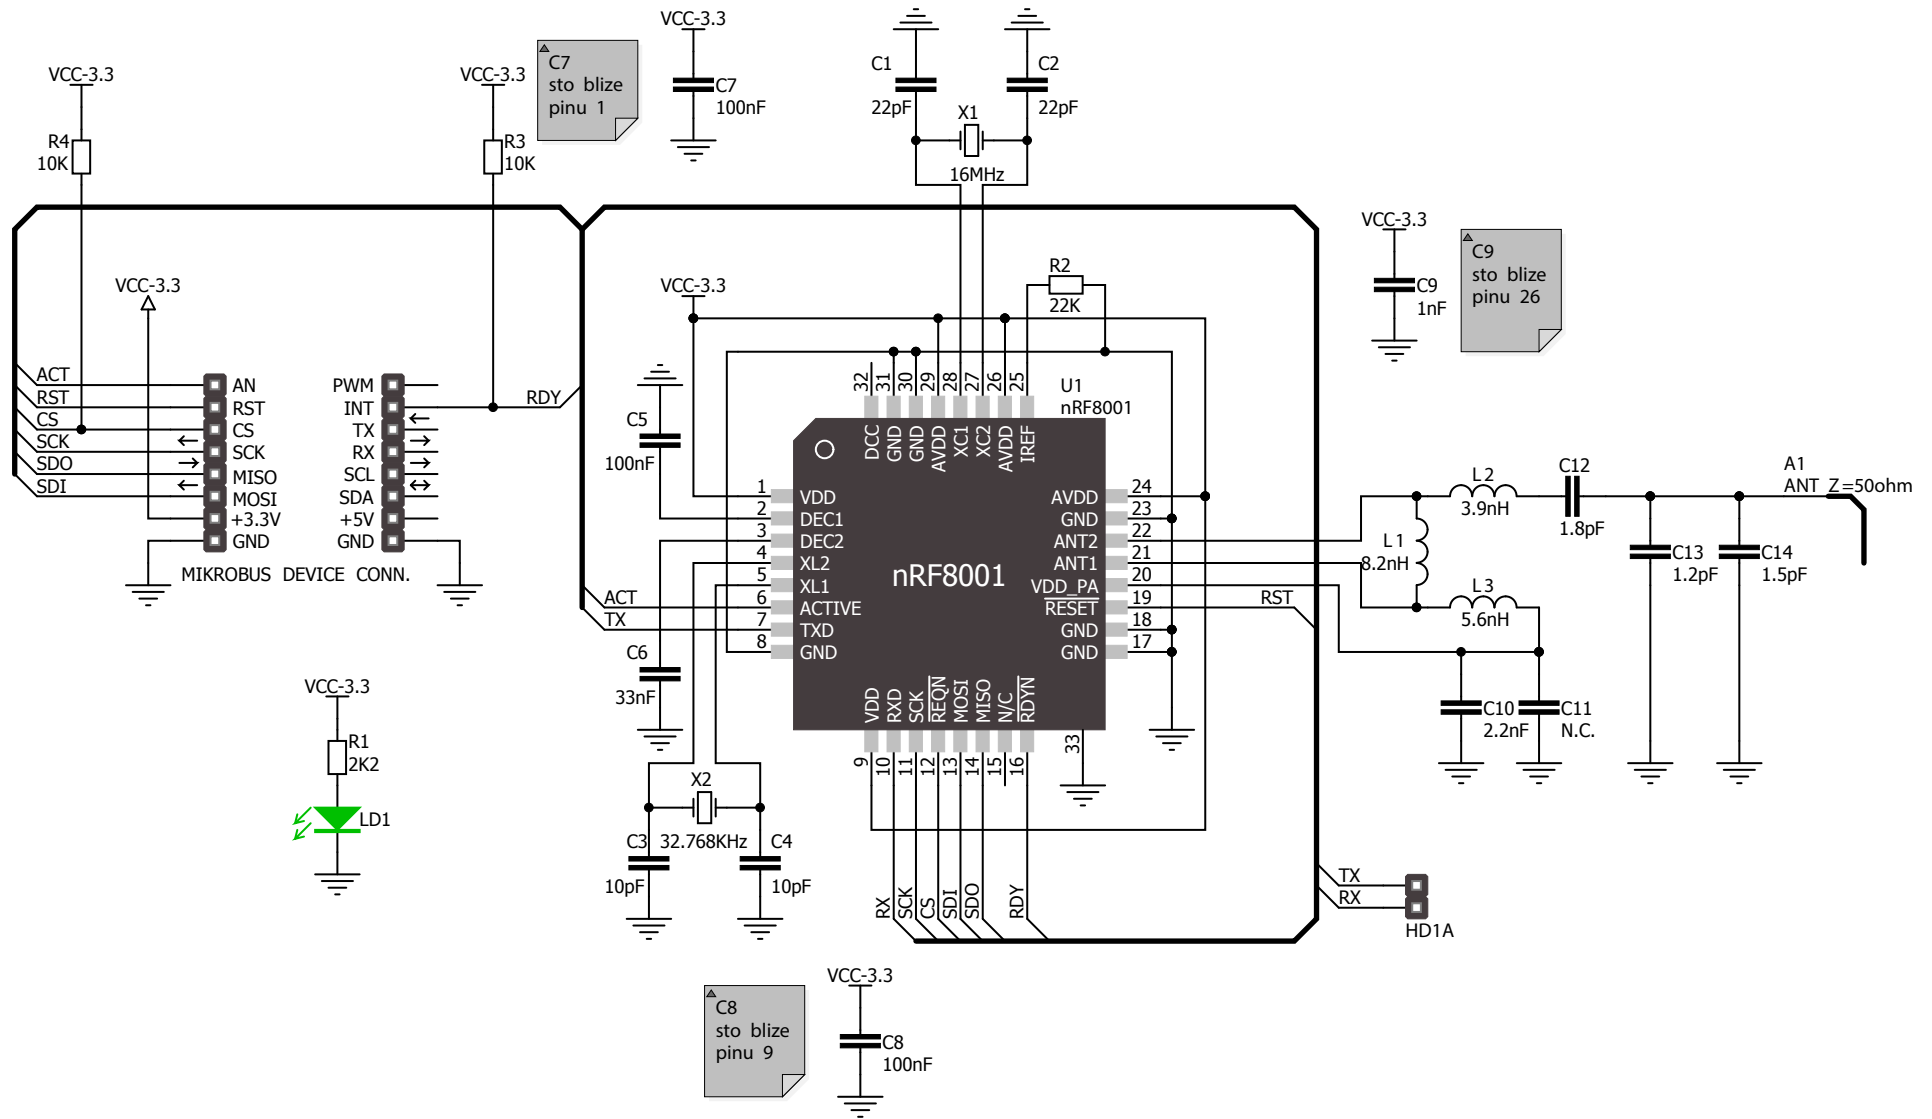 VCC-3.3
R4
10K
VCC-3.3
R3
10K
C7
sto blize
pinu 1
VCC-3.3
C7
100nF
C1
22pF
C2
22pF
X1
16MHz
VCC-3.3
ACT
RST
CS
SCK
SDO
SDI
AN
RST
CS
SCK
MISO
MOSI
+3.3V
GND
PWM
INT
TX
RX
SCL
SDA
+5V
GND
MIKROBUS DEVICE CONN.
RDY
VCC-3.3
R2
22K
VCC-3.3
C9
1nF
C9
sto blize
pinu 26
C5
100nF
U1
nRF8001
32
31
30
29
28
27
26
25
DCC
GND
GND
AVDD
XC1
XC2
AVDD
IREF
1
2
3
4
5
6
7
8
VDD
DEC1
DEC2
XL2
XL1
ACTIVE
TXD
GND
nRF8001
AVDD
GND
ANT2
ANT1
VDD_PA
RESET
GND
GND
24
23
22
21
20
19
18
17
VDD
RXD
SCK
REQN
MOSI
MISO
N/C
RDYN
9
10
11
12
13
14
15
16
33
ACT
TX
RST
C6
33nF
X2
32.768KHz
C3
10pF
C4
10pF
RX
SCK
CS
SDI
SDO
RDY
L1
8.2nH
L2
3.9nH
L3
5.6nH
C12
1.8pF
A1
ANT Z=50ohm
C13
1.2pF
C14
1.5pF
C10
2.2nF
C11
N.C.
VCC-3.3
R1
2K2
LD1
TX
RX
HD1A
C8
sto blize
pinu 9
VCC-3.3
C8
100nF